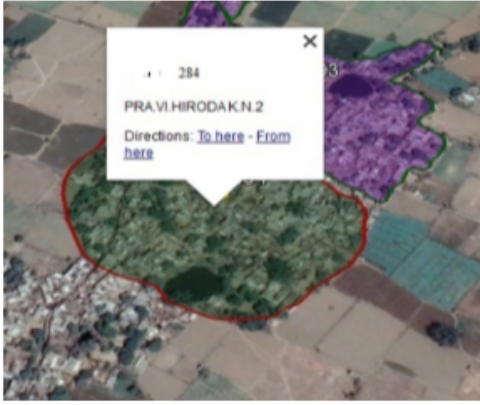 284
PRA.VI.HIRODA K.N.2
Directions: To here - From
here